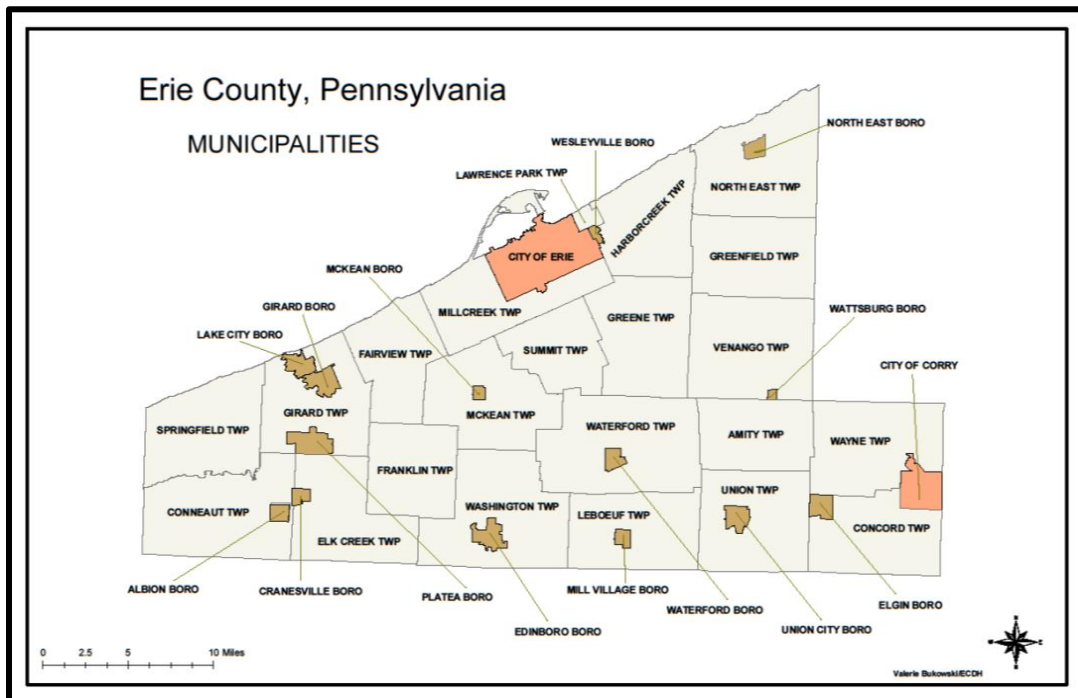 Erie County, Pennsylvania
MUNICIPALITIES
NORTH EAST BORO
WESLEYVILLE BORO
LAWRENCE PARK TWP
NORTH EAST TWP
HARBORCREEK TWP
CITY OF ERIE
GREENFIELD TWP
MCKEAN BORO
GIRARD BORO
MILLCREEK TWP
GREENE TWP
WATTSBURG BORO
LAKE CITY BORO
FAIRVIEW TWP
SUMMIT TWP
VENANGO TWP
CITY OF CORRY
GIRARD TWP
MCKEAN TWP
SPRINGFIELD TWP
WATERFORD TWP
AMITY TWP
WAYNE TWP
FRANKLIN TWP
UNION TWP
CONNEAUT TWP
WASHINGTON TWP
LEBOEUF TWP
CONCORD TWP
ELK CREEK TWP
ALBION BORO
CRANESVILLE BORO
PLATEA BORO
MILL VILLAGE BORO
WATERFORD BORO
ELGIN BORO
EDINBORO BORO
UNION CITY BORO
0 5 10 Miles
Valerie Bukowski/ECDH